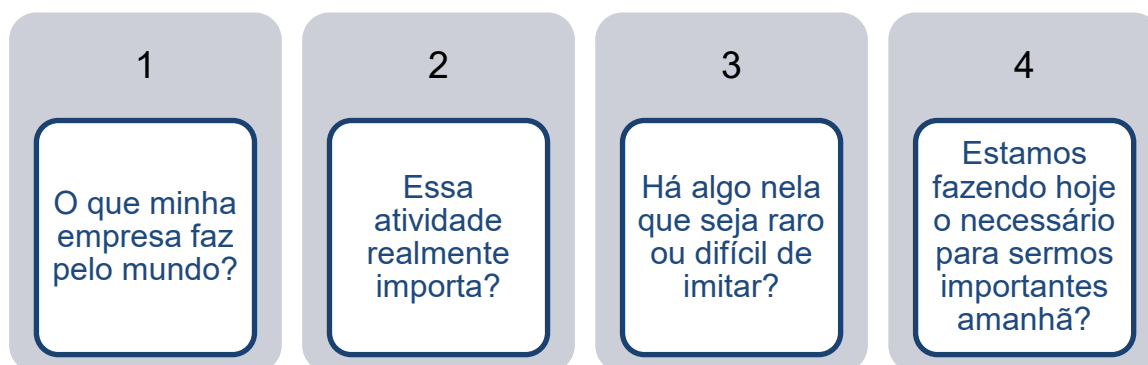 1
O que minha
empresa faz
pelo mundo?
2
Essa
atividade
realmente
importa?
3
Há algo nela
que seja raro
ou difícil de
imitar?
4
Estamos
fazendo hoje
o necessário
para sermos
importantes
amanhã?